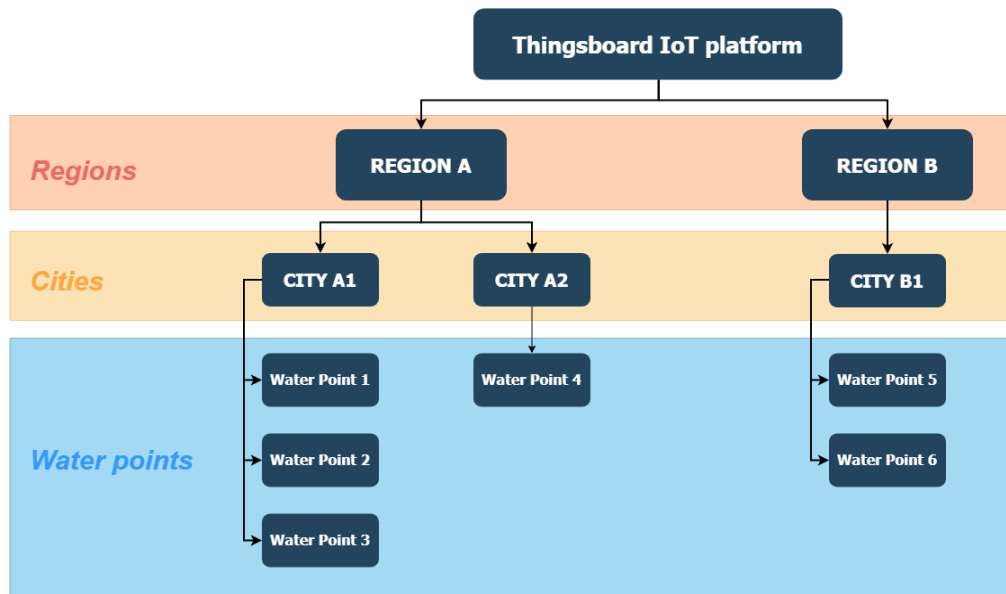 Thingsboard IoT platform
Regions
REGION A
REGION B
Cities
CITY A1
CITY A2
CITY B1
Water points
Water Point 1
Water Point 4
Water Point 5
Water Point 2
Water Point 6
Water Point 3